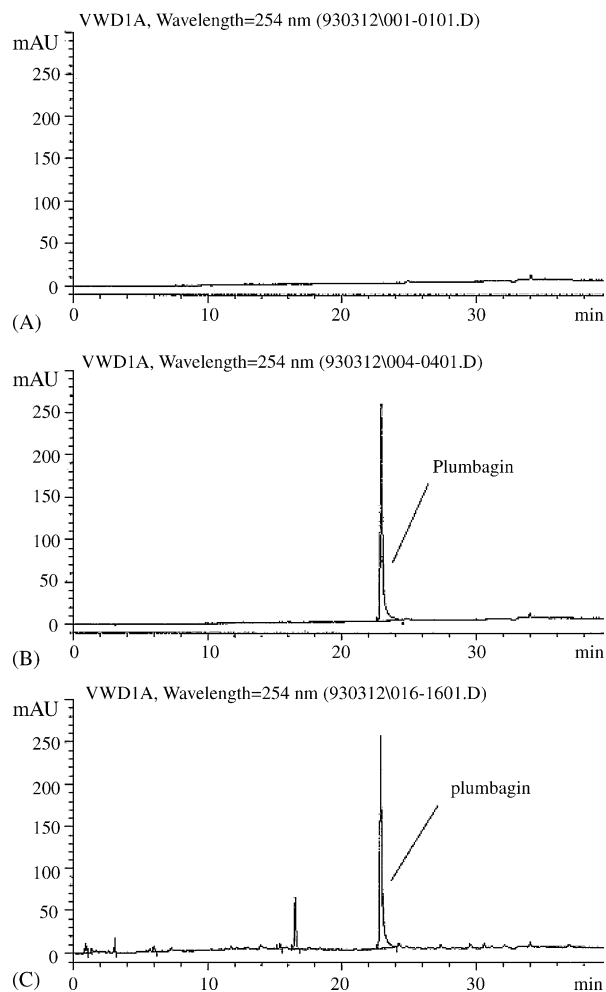 VWD1A, Wavelength=254 nm (930312\001-0101.D)
mAU
250
200
150
100
50
0
0 10 20 30 min
(A)
VWD1A, Wavelength=254 nm (930312\004-0401.D)
mAU
250
200
150
100
50
0
Plumbagin
0 10 20 30 min
(B)
VWD1A, Wavelength=254 nm (930312\016-1601.D)
mAU
250
200
150
100
50
0
plumbagin
0 10 20 30 min
(C)